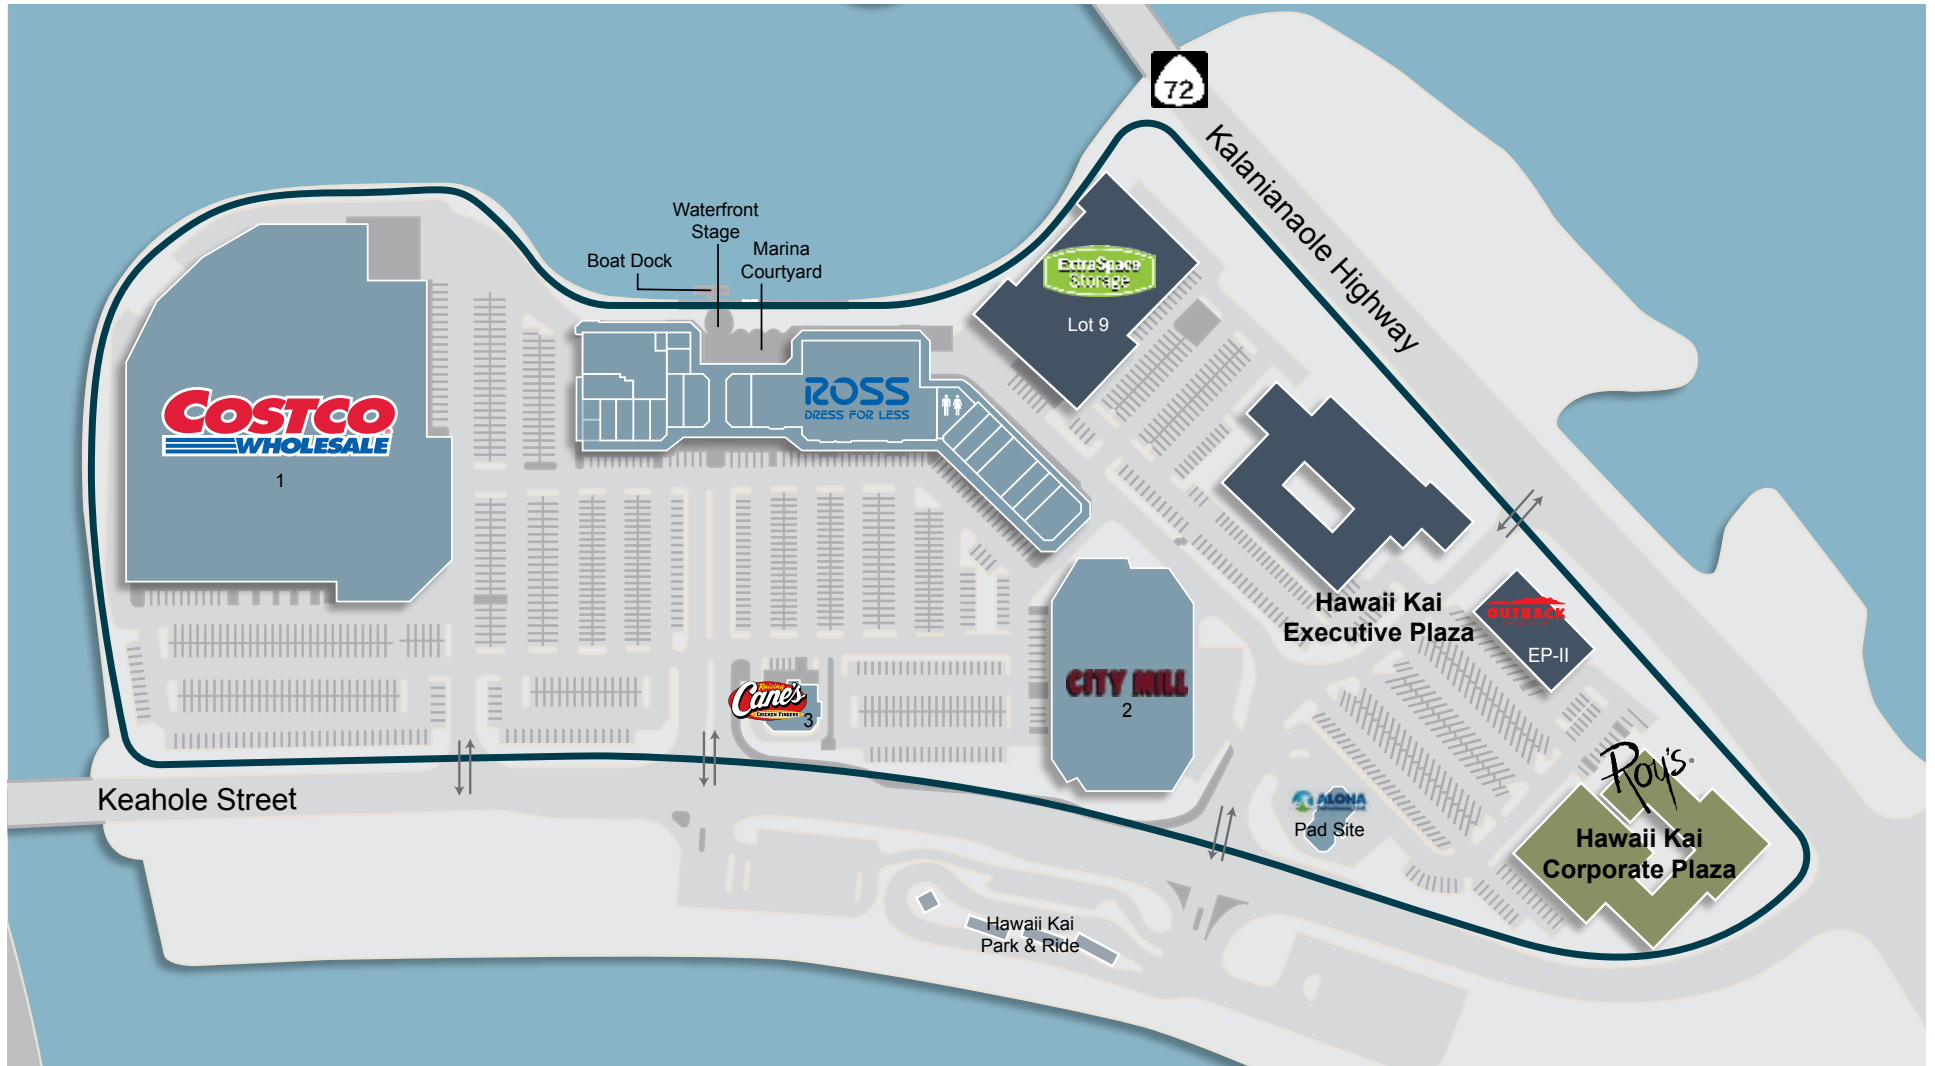 72
Kalanianaole Highway
Waterfront
Stage
Marina
Courtyard
Boat Dock
ExtraSpace
Storage
Lot 9
COSTCO
WHOLESALE
1
ROSS
DRESS FOR LESS
Hawaii Kai
Executive Plaza
OUTBACK
EP-II
CITY MILL
2
Raising
Cane's
CHICKEN FINGERS
3
Roy's
Hawaii Kai
Corporate Plaza
ALOHA
Pad Site
Keahole Street
Hawaii Kai
Park & Ride